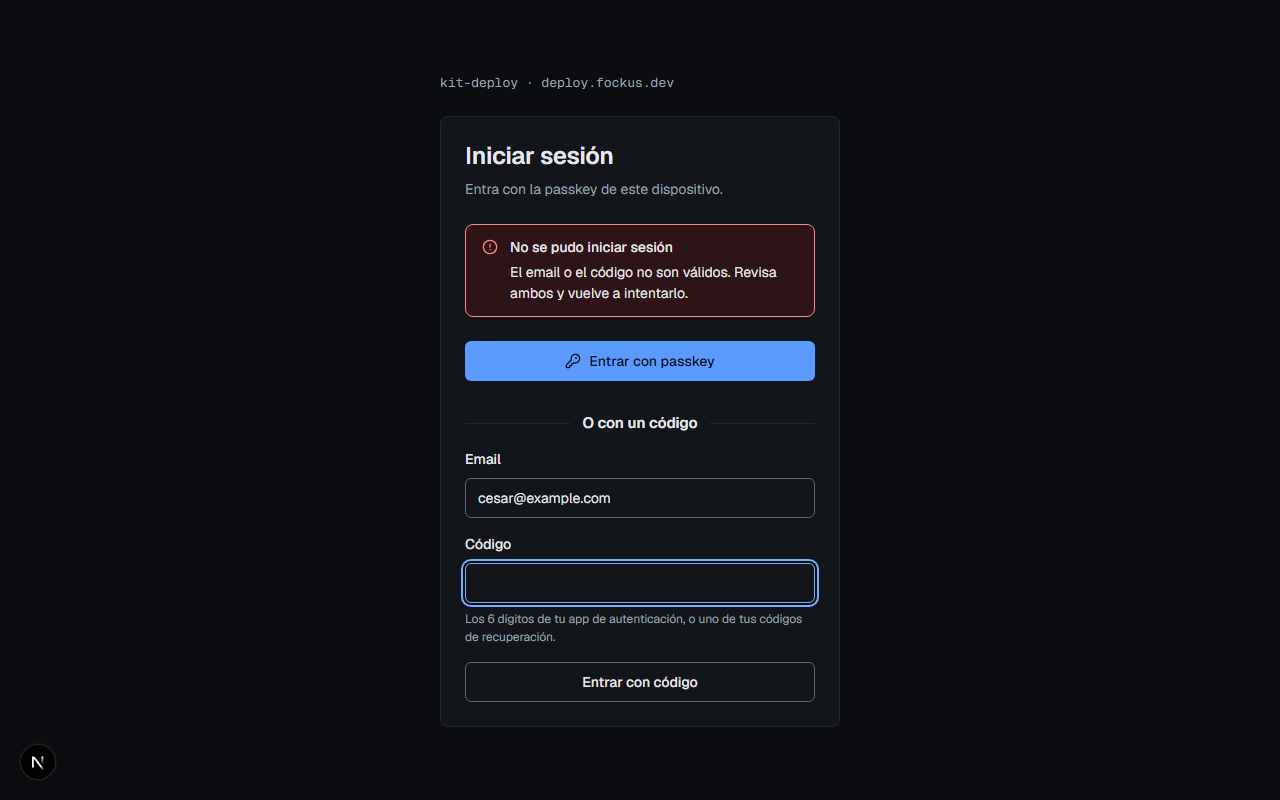 kit-deploy · deploy.fockus.dev
Iniciar sesión
Entra con la passkey de este dispositivo.
No se pudo iniciar sesión
El email o el código no son válidos. Revisa
ambos y vuelve a intentarlo.
Entrar con passkey
O con un código
Email
cesar@example.com
Código
Los 6 dígitos de tu app de autenticación, o uno de tus códigos
de recuperación.
Entrar con código
N